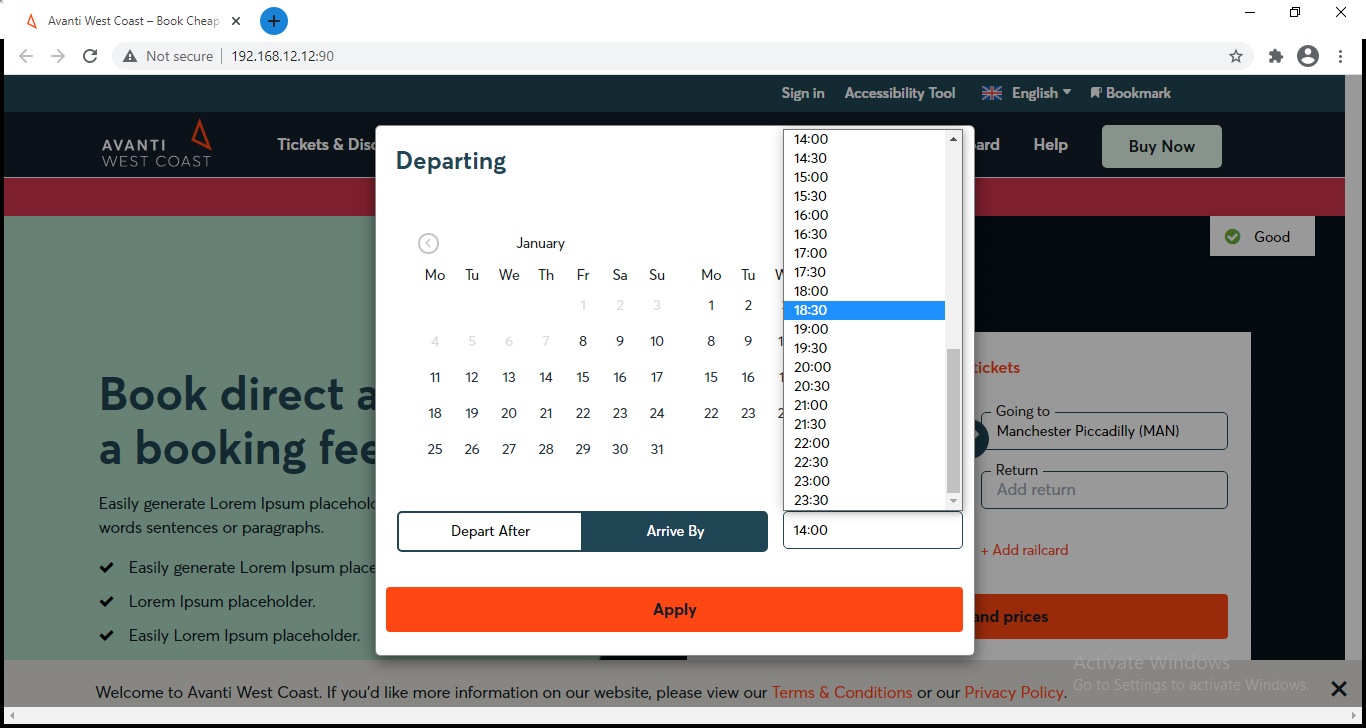 Avanti West Coast – Book Cheap
Not secure
192.168.12.12:90
Sign in
Accessibility Tool
English
Bookmark
AVANTI
WEST COAST
Tickets & Disc
ard
Help
Buy Now
Good
Departing
January
Mo Tu We Th Fr Sa Su
1 2 3
4 5 6 7 8 9 10
11 12 13 14 15 16 17
18 19 20 21 22 23 24
25 26 27 28 29 30 31
Mo Tu
1 2
8 9
15 16
22 23
14:00
14:30
15:00
15:30
16:00
16:30
17:00
17:30
18:00
18:30
19:00
19:30
20:00
20:30
21:00
21:30
22:00
22:30
23:00
23:30
Depart After
Arrive By
14:00
Apply
Book direct a
a booking fee
Easily generate Lorem Ipsum placehol
words sentences or paragraphs.
Easily generate Lorem Ipsum place
Lorem Ipsum placeholder.
Easily Lorem Ipsum placeholder.
tickets
Going to
Manchester Piccadilly (MAN)
Return
Add return
+ Add railcard
and prices
Activate Windows
Go to Settings to activate Windows.
Welcome to Avanti West Coast. If you'd like more information on our website, please view our Terms & Conditions or our Privacy Policy.